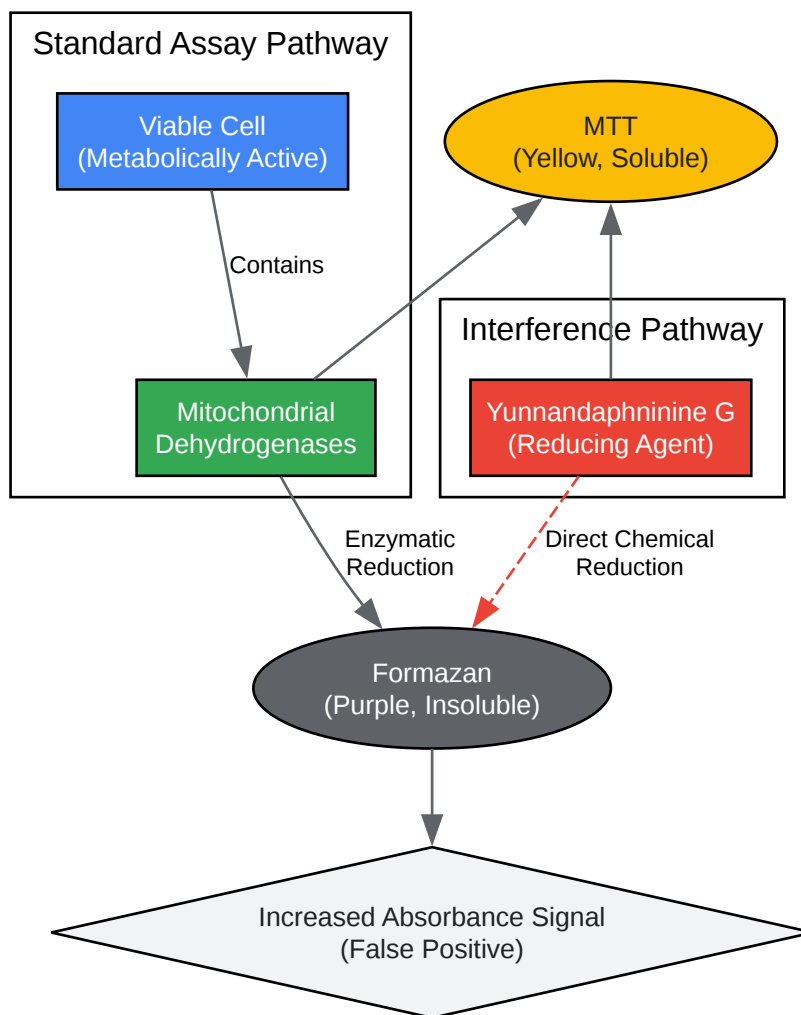 Standard Assay Pathway
Viable Cell
(Metabolically Active)
MTT
(Yellow, Soluble)
Contains
Interference Pathway
Mitochondrial
Dehydrogenases
Yunnandaphninine G
(Reducing Agent)
Enzymatic
Reduction
Direct Chemical
Reduction
Formazan
(Purple, Insoluble)
Increased Absorbance Signal
(False Positive)